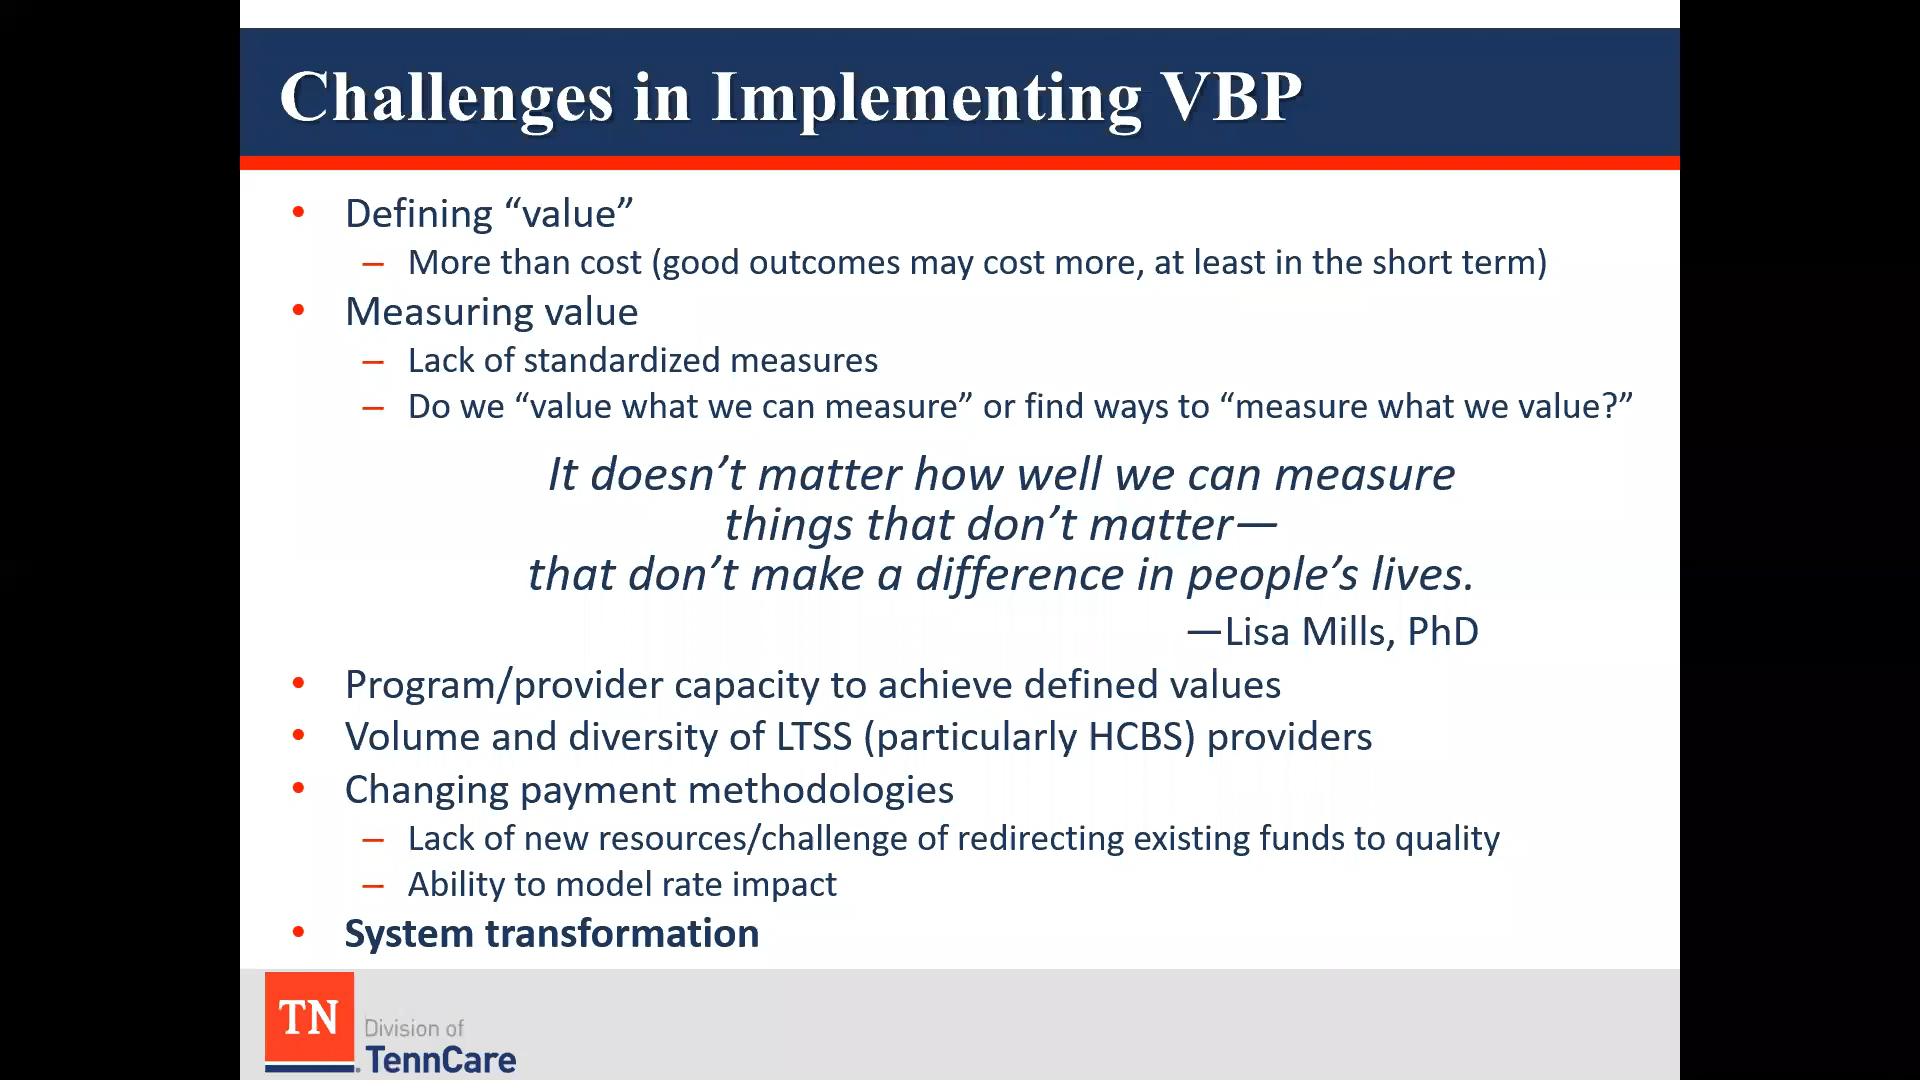 Challenges in Implementing VBP
• Defining “value”
– More than cost (good outcomes may cost more, at least in the short term)
• Measuring value
– Lack of standardized measures
– Do we “value what we can measure” or find ways to “measure what we value?”
It doesn’t matter how well we can measure
things that don’t matter—
that don’t make a difference in people’s lives.
—Lisa Mills, PhD
• Program/provider capacity to achieve defined values
• Volume and diversity of LTSS (particularly HCBS) providers
• Changing payment methodologies
– Lack of new resources/challenge of redirecting existing funds to quality
– Ability to model rate impact
• System transformation
TN
Division of
TennCare